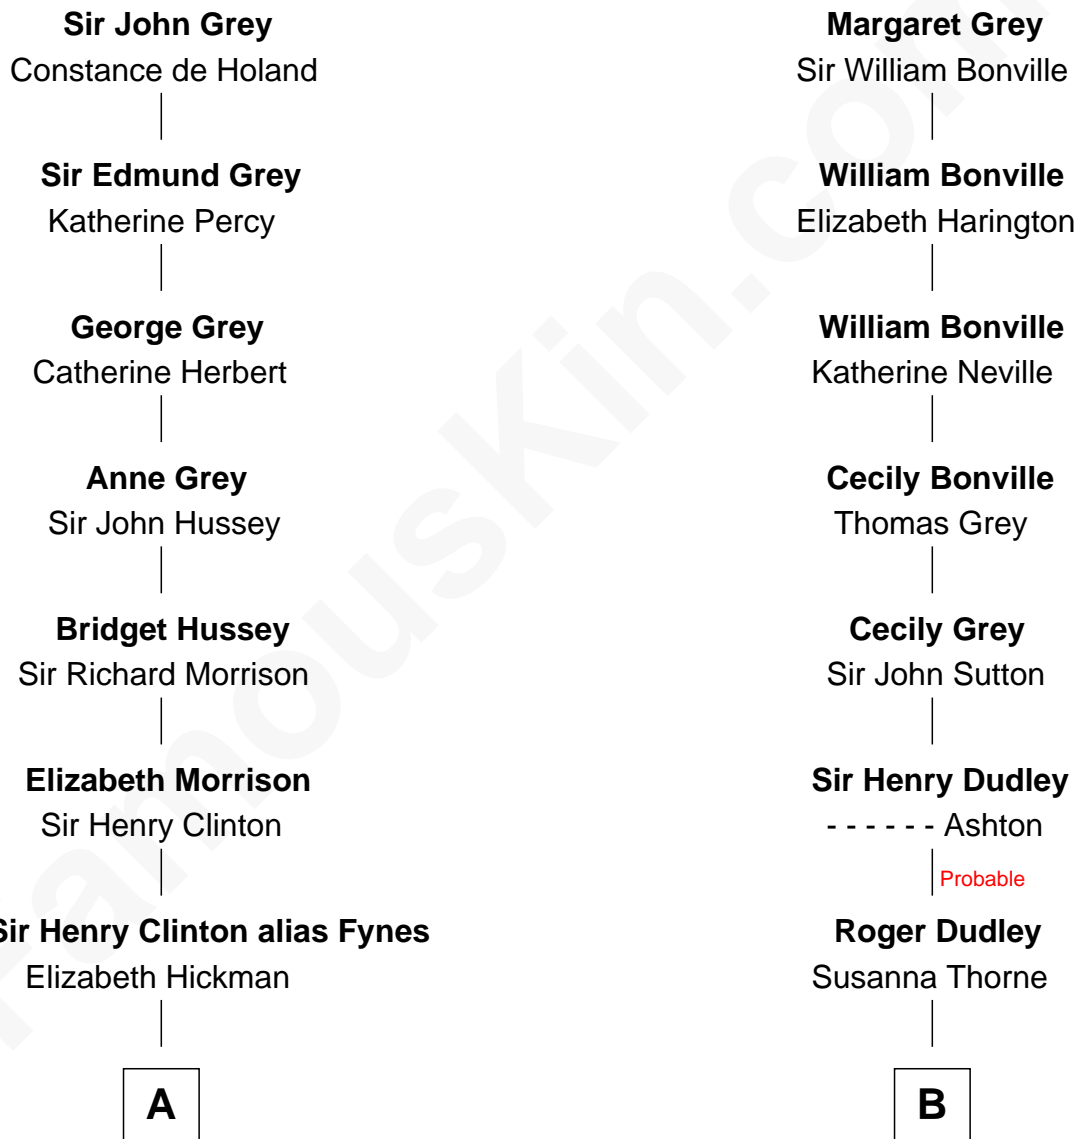 Sir John Grey
Constance de Holand
Sir Edmund Grey
Katherine Percy
George Grey
Catherine Herbert
Anne Grey
Sir John Hussey
Bridget Hussey
Sir Richard Morrison
Elizabeth Morrison
Sir Henry Clinton
Sir Henry Clinton alias Fynes
Elizabeth Hickman
A
Margaret Grey
Sir William Bonville
William Bonville
Elizabeth Harington
William Bonville
Katherine Neville
Cecily Bonville
Thomas Grey
Cecily Grey
Sir John Sutton
Sir Henry Dudley
- - - - - - Ashton
Probable
Roger Dudley
Susanna Thorne
B
FamousKin.com